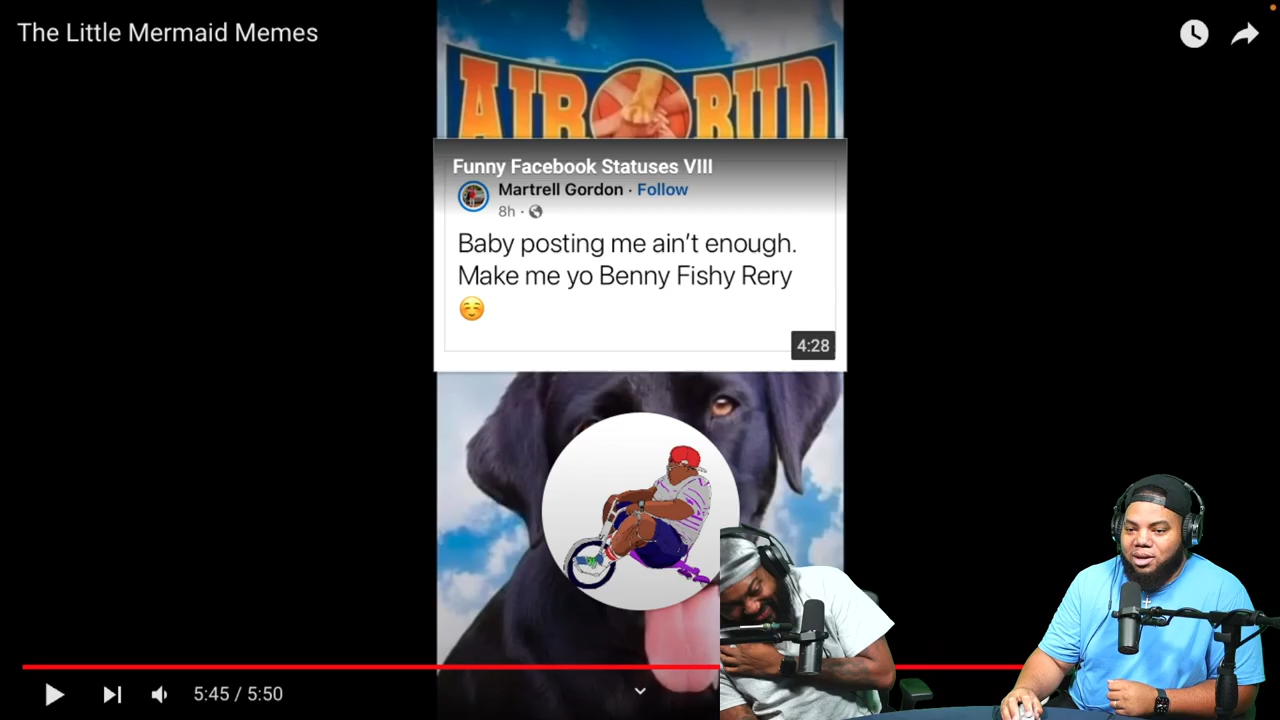 The Little Mermaid Memes
AIR BUD
Funny Facebook Statuses VIII
Martrell Gordon · Follow
8h ·
Baby posting me ain’t enough.
Make me yo Benny Fishy Rery
☺️
4:28
5:45 / 5:50